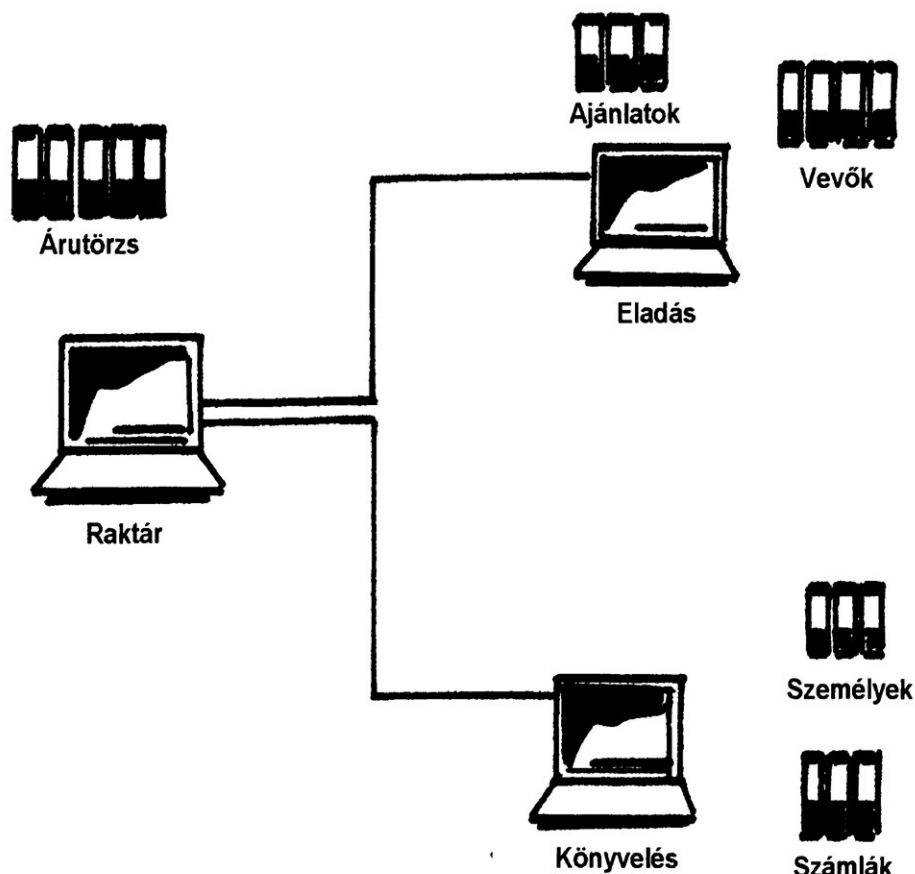 Ajánlatok
Vevők
Árutörzs
Eladás
Raktár
Személyek
Könyvelés
Számlák